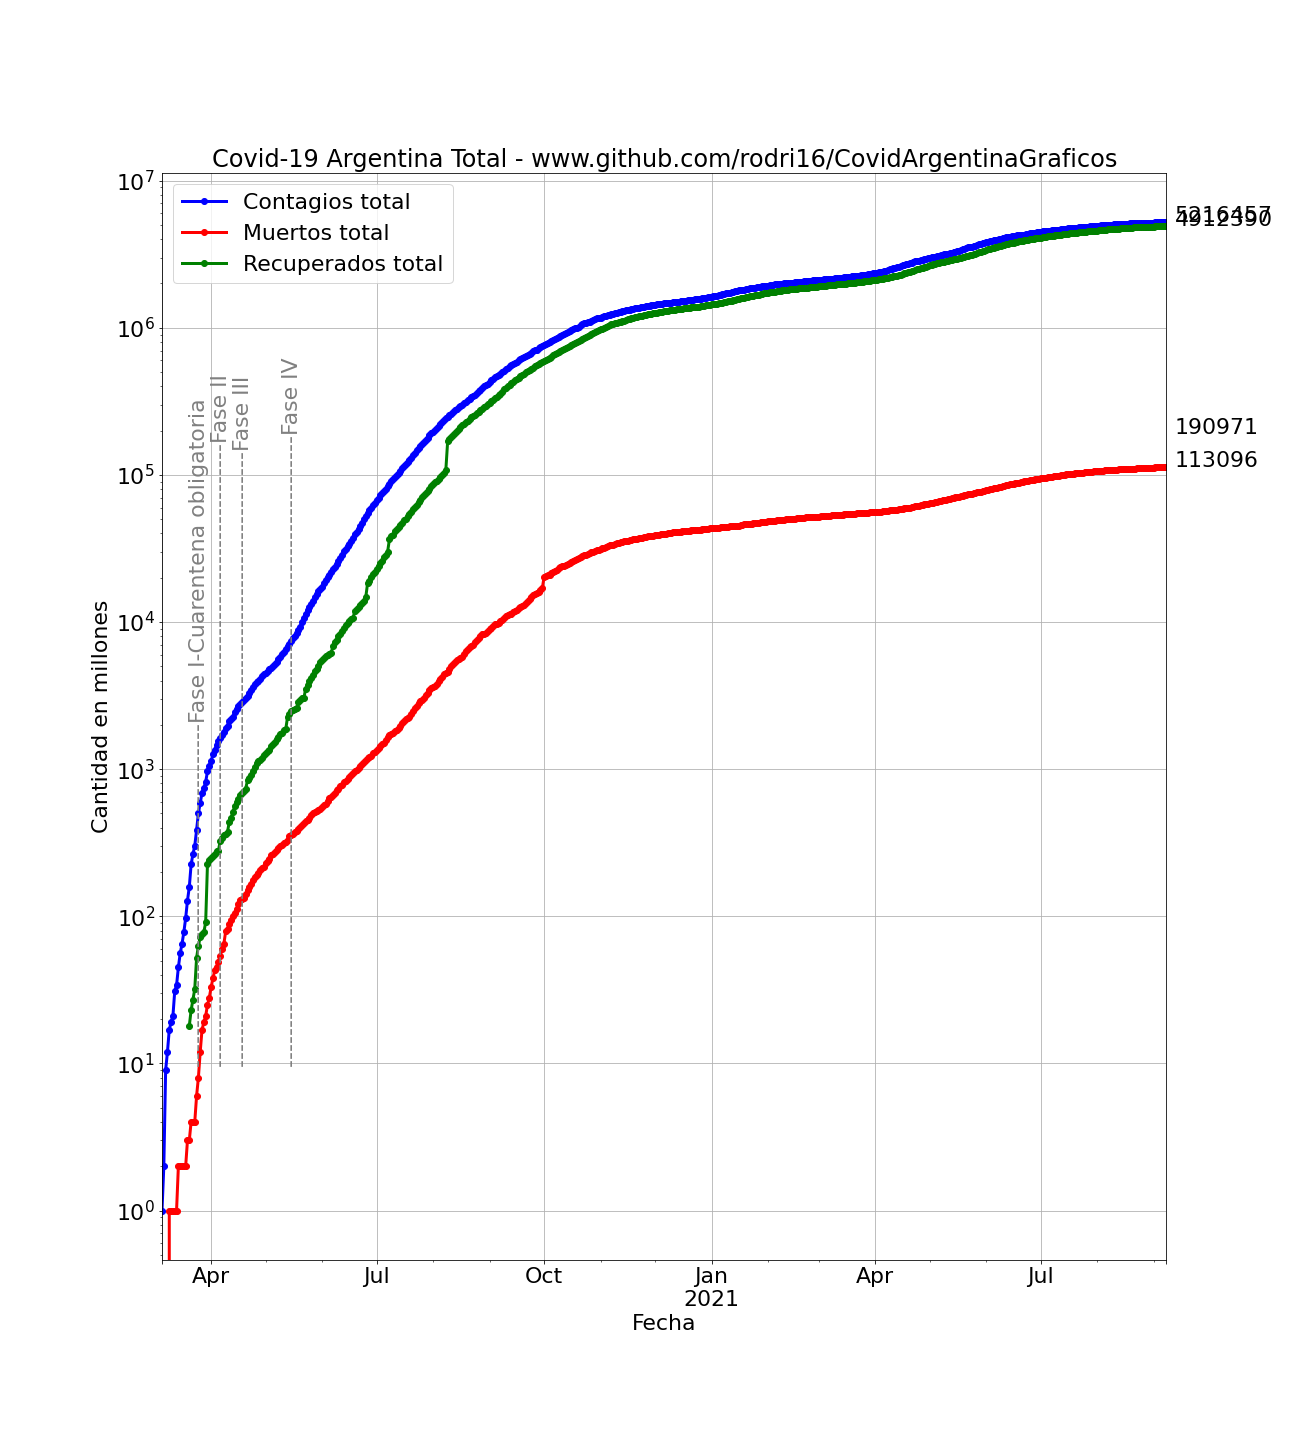 Covid-19 Argentina Total - www.github.com/rodri16/CovidArgentinaGraficos
Contagios total
Muertos total
Recuperados total
10^7
10^6
10^5
10^4
10^3
10^2
10^1
10^0
Cantidad en millones
Fase I-Cuarentena obligatoria
Fase II
Fase III
Fase IV
5216457
4912390
190971
113096
Apr
Jul
Oct
Jan
2021
Apr
Jul
Fecha